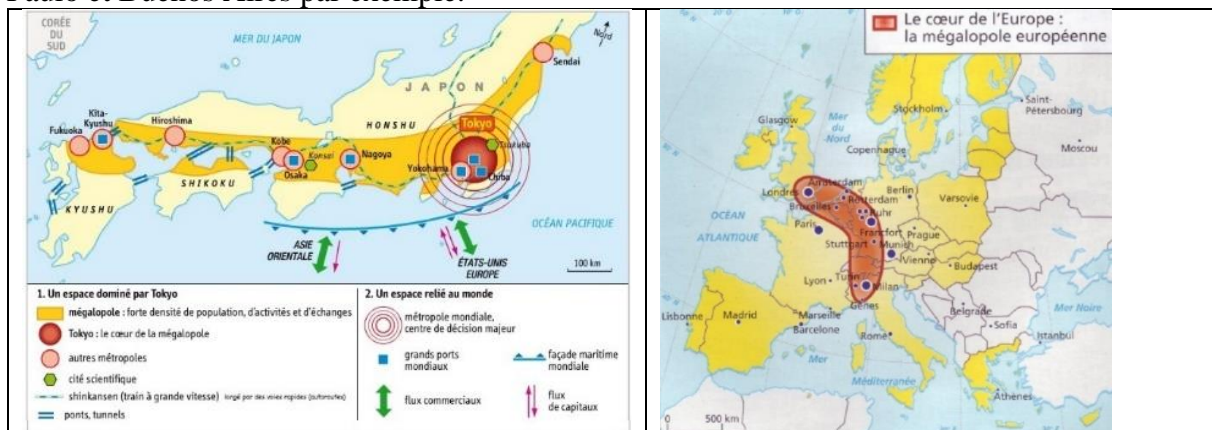 Paulo et Buenos Aires par exemple.
CORÉE
DU
SUD
MER DU JAPON
Nord
Sendai
JAPON
HONSHU
Kita-
Kyushu
Fukuoka
Hiroshima
Tokyo
Tsukuba
Kobe
Kansai
Nagoya
Osaka
Yokohama
Chiba
SHIKOKU
KYUSHU
OCÉAN PACIFIQUE
ASIE
ORIENTALE
ÉTATS-UNIS
EUROPE
100 km
1. Un espace dominé par Tokyo
mégalopole : forte densité de population, d'activités et d'échanges
Tokyo : le cœur de la mégalopole
autres métropoles
cité scientifique
shinkansen (train à grande vitesse) longé par des voies rapides (autoroutes)
ponts, tunnels
2. Un espace relié au monde
métropole mondiale,
centre de décision majeur
grands ports
mondiaux
façade maritime
mondiale
flux commerciaux
flux
de capitaux
Le cœur de l'Europe :
la mégalopole européenne
Stockholm
Saint-
Pétersbourg
Glasgow
Mer
du
Nord
Moscou
Copenhague
Londres
Amsterdam
Rotterdam
Berlin
Varsovie
Bruxelles
Ruhr
OCÉAN
ATLANTIQUE
Paris
Francfort
Prague
Stuttgart
Munich
Vienne
Budapest
Lyon
Turin
Milan
Gênes
Belgrade
Mer Noire
Lisbonne
Madrid
Marseille
Barcelone
Sofia
Istanbul
Rome
Mer
Méditerranée
Athènes
500 km